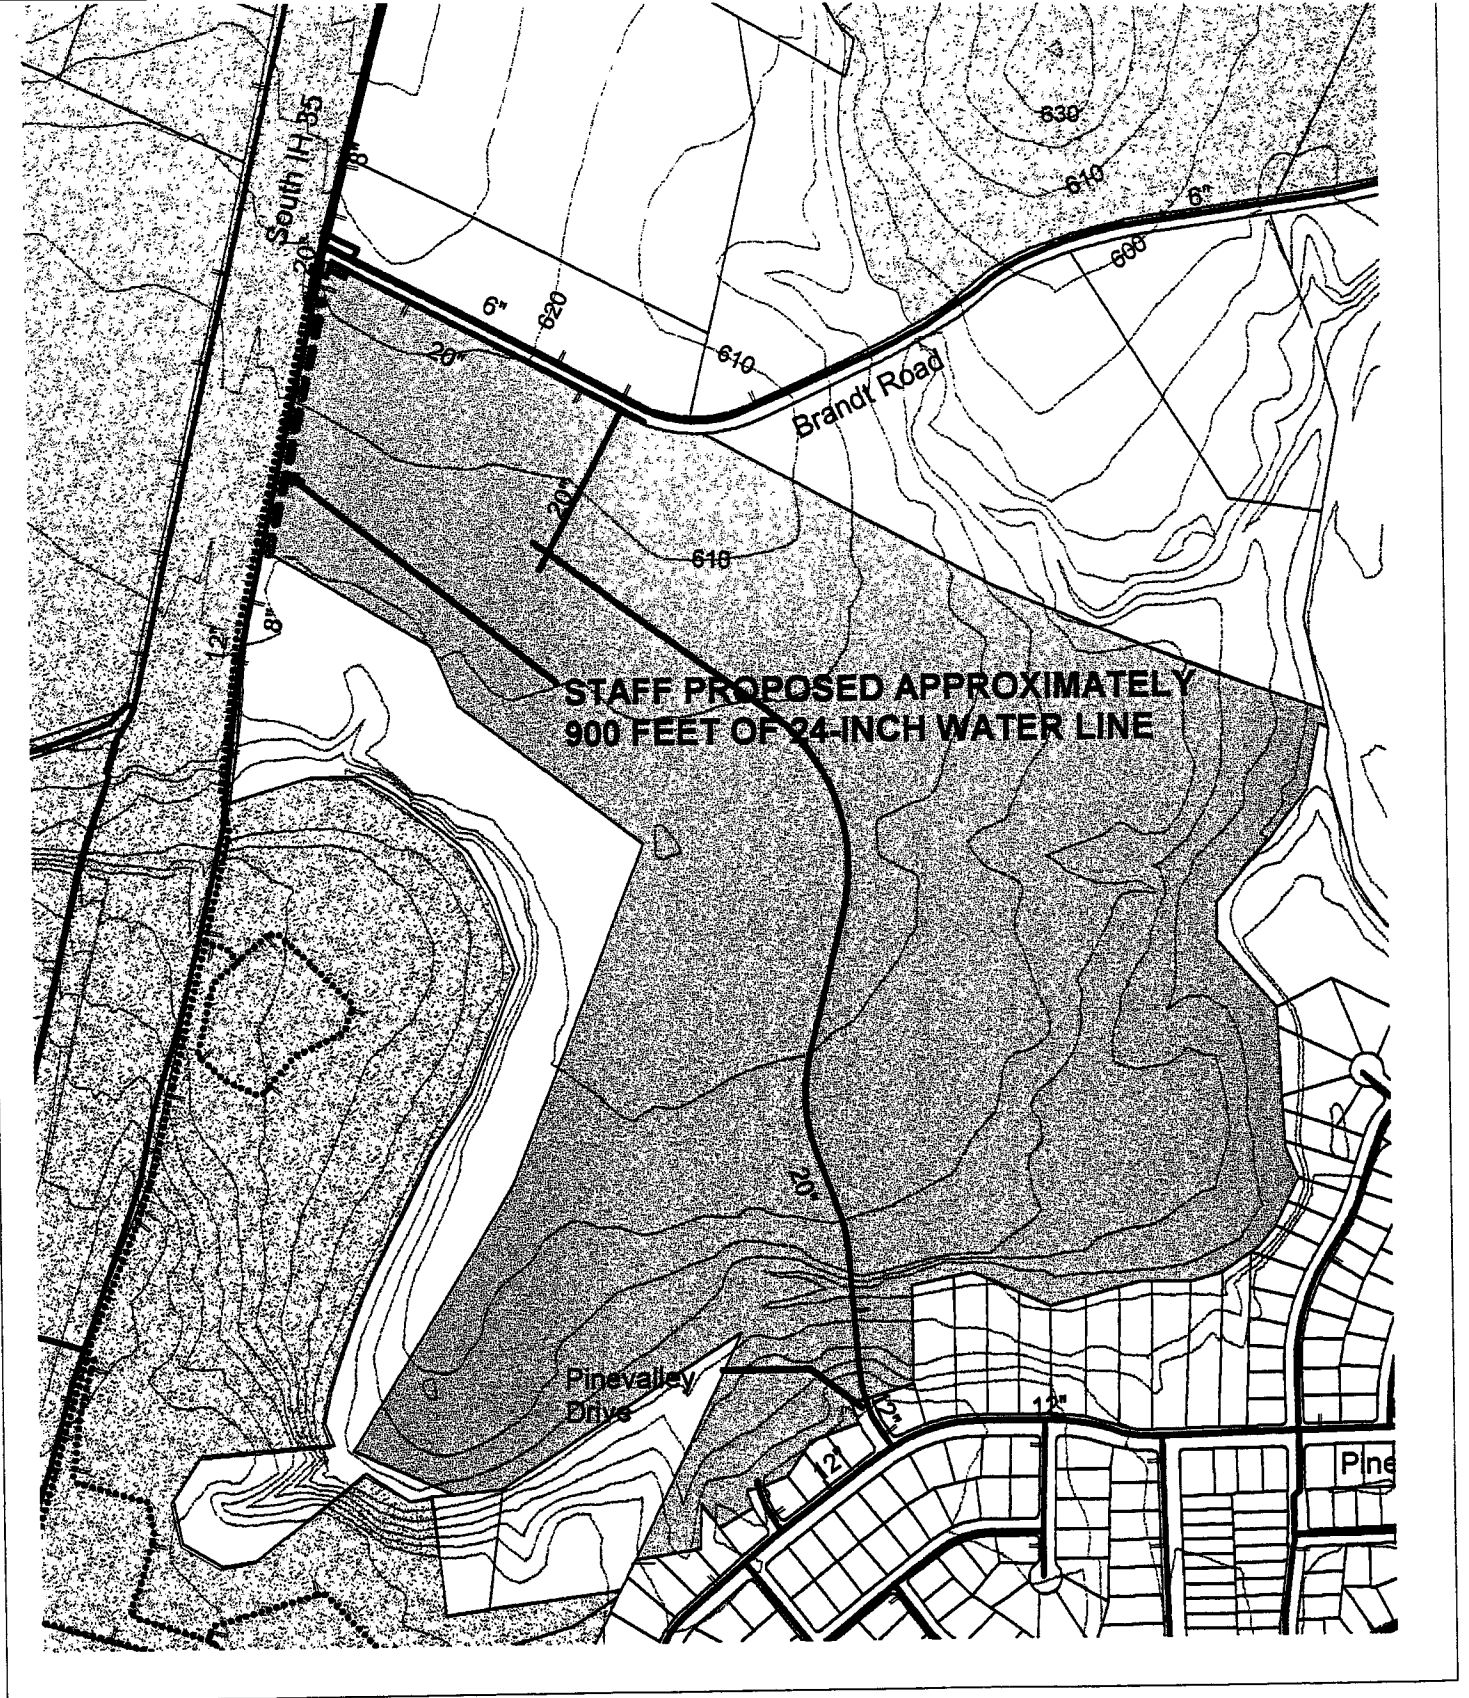 630
610
6"
South IH 35
8"
600
20"
6"
620
20"
610
Brandt Road
20"
610
8"
12"
STAFF PROPOSED APPROXIMATELY
900 FEET OF 24-INCH WATER LINE
20"
Pinevalley
Drive
12"
12"
12"
Pine